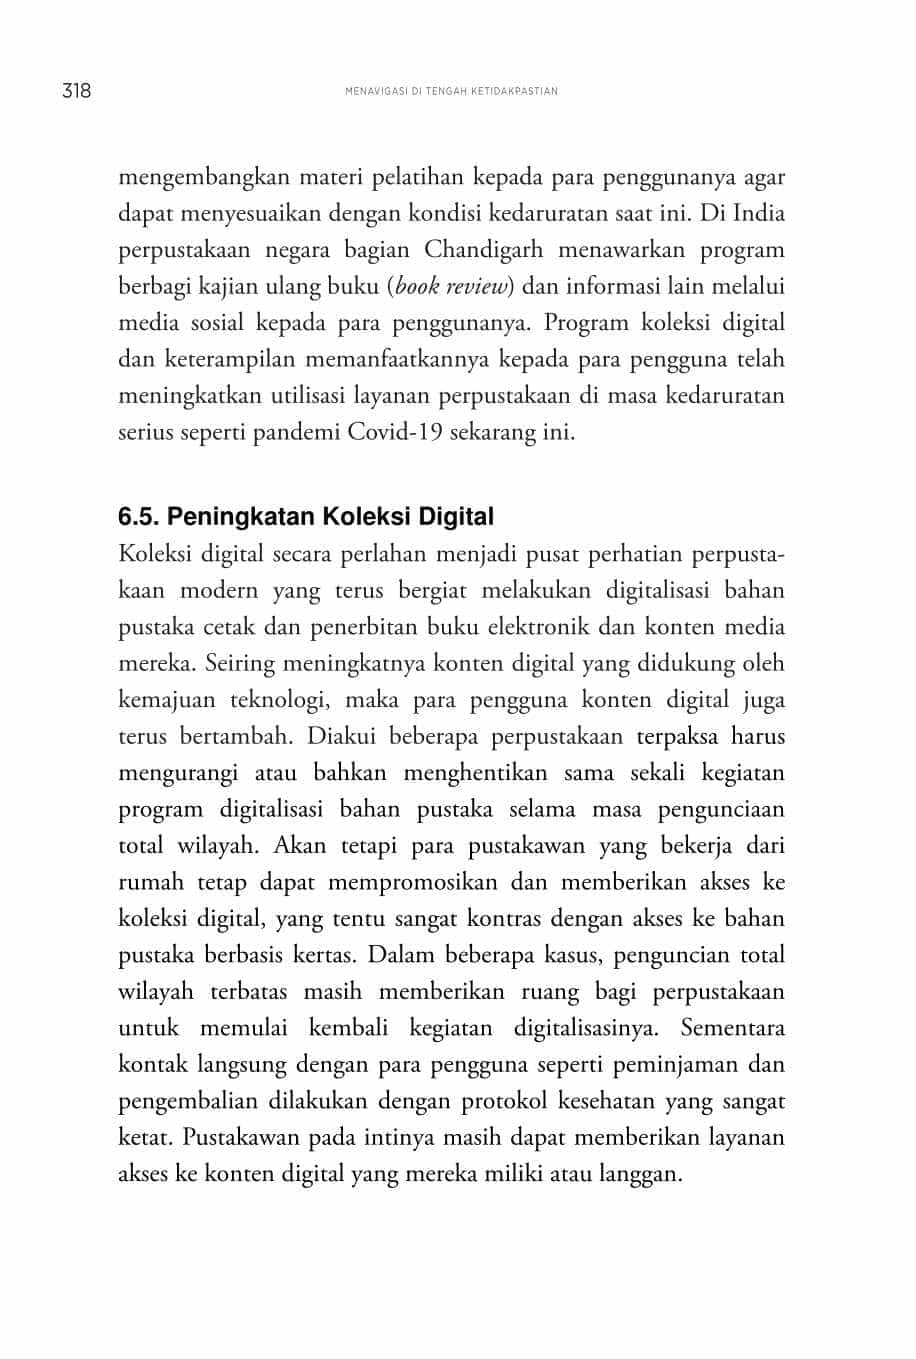 318
MENAVIGASI DI TENGAH KETIDAKPASTIAN
mengembangkan materi pelatihan kepada para penggunanya agar
dapat menyesuaikan dengan kondisi kedaruratan saat ini. Di India
perpustakaan negara bagian Chandigarh menawarkan program
berbagi kajian ulang buku (book review) dan informasi lain melalui
media sosial kepada para penggunanya. Program koleksi digital
dan keterampilan memanfaatkannya kepada para pengguna telah
meningkatkan utilisasi layanan perpustakaan di masa kedaruratan
serius seperti pandemi Covid-19 sekarang ini.
6.5. Peningkatan Koleksi Digital
Koleksi digital secara perlahan menjadi pusat perhatian perpusta-
kaan modern yang terus bergiat melakukan digitalisasi bahan
pustaka cetak dan penerbitan buku elektronik dan konten media
mereka. Seiring meningkatnya konten digital yang didukung oleh
kemajuan teknologi, maka para pengguna konten digital juga
terus bertambah. Diakui beberapa perpustakaan terpaksa harus
mengurangi atau bahkan menghentikan sama sekali kegiatan
program digitalisasi bahan pustaka selama masa pengunciaan
total wilayah. Akan tetapi para pustakawan yang bekerja dari
rumah tetap dapat mempromosikan dan memberikan akses ke
koleksi digital, yang tentu sangat kontras dengan akses ke bahan
pustaka berbasis kertas. Dalam beberapa kasus, penguncian total
wilayah terbatas masih memberikan ruang bagi perpustakaan
untuk memulai kembali kegiatan digitalisasinya. Sementara
kontak langsung dengan para pengguna seperti peminjaman dan
pengembalian dilakukan dengan protokol kesehatan yang sangat
ketat. Pustakawan pada intinya masih dapat memberikan layanan
akses ke konten digital yang mereka miliki atau langgan.